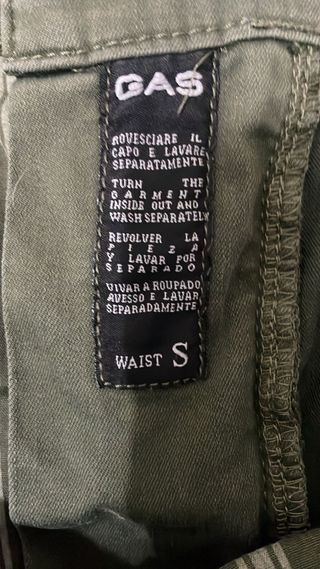 GAS
ROVESCIARE IL
CAPO E LAVARE
SEPARATAMENTE
TURN THE
GARMENT
INSIDE OUT AND
WASH SEPARATELY
REVOLVER LA
PIEZA
Y LAVAR POR
SEPARADO
VIVAR A ROUPADO
AVESSO E LAVAR
SEPARADAMENTE
WAIST S